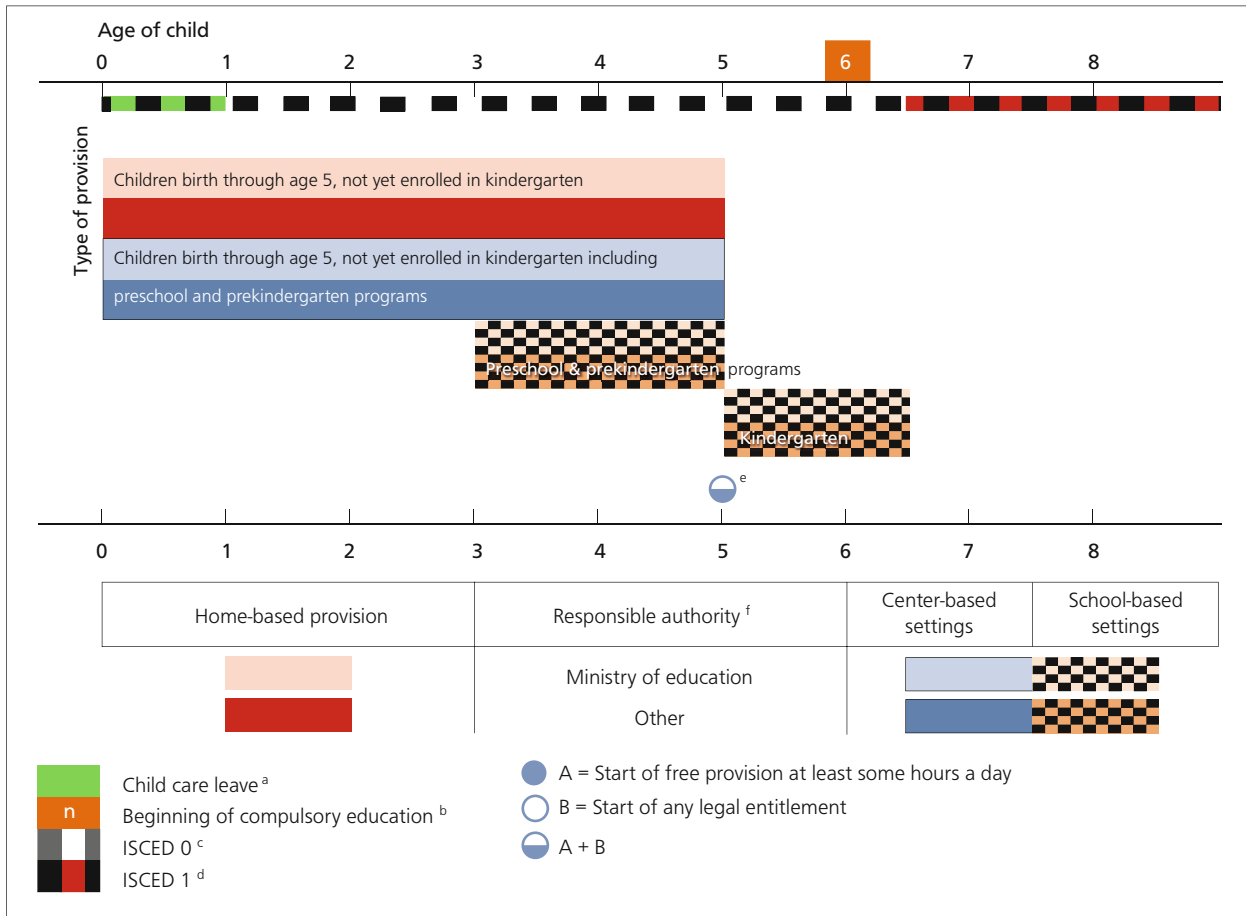 Age of child
0 1 2 3 4 5 6 7 8
Type of provision
Children birth through age 5, not yet enrolled in kindergarten
Children birth through age 5, not yet enrolled in kindergarten including
preschool and prekindergarten programs
Preschool & prekindergarten programs
Kindergarten
e
0 1 2 3 4 5 6 7 8
Home-based provision
Responsible authority f
Center-based
settings
School-based
settings
Ministry of education
Other
Child care leave a
n
Beginning of compulsory education b
ISCED 0 c
ISCED 1 d
A = Start of free provision at least some hours a day
B = Start of any legal entitlement
A + B